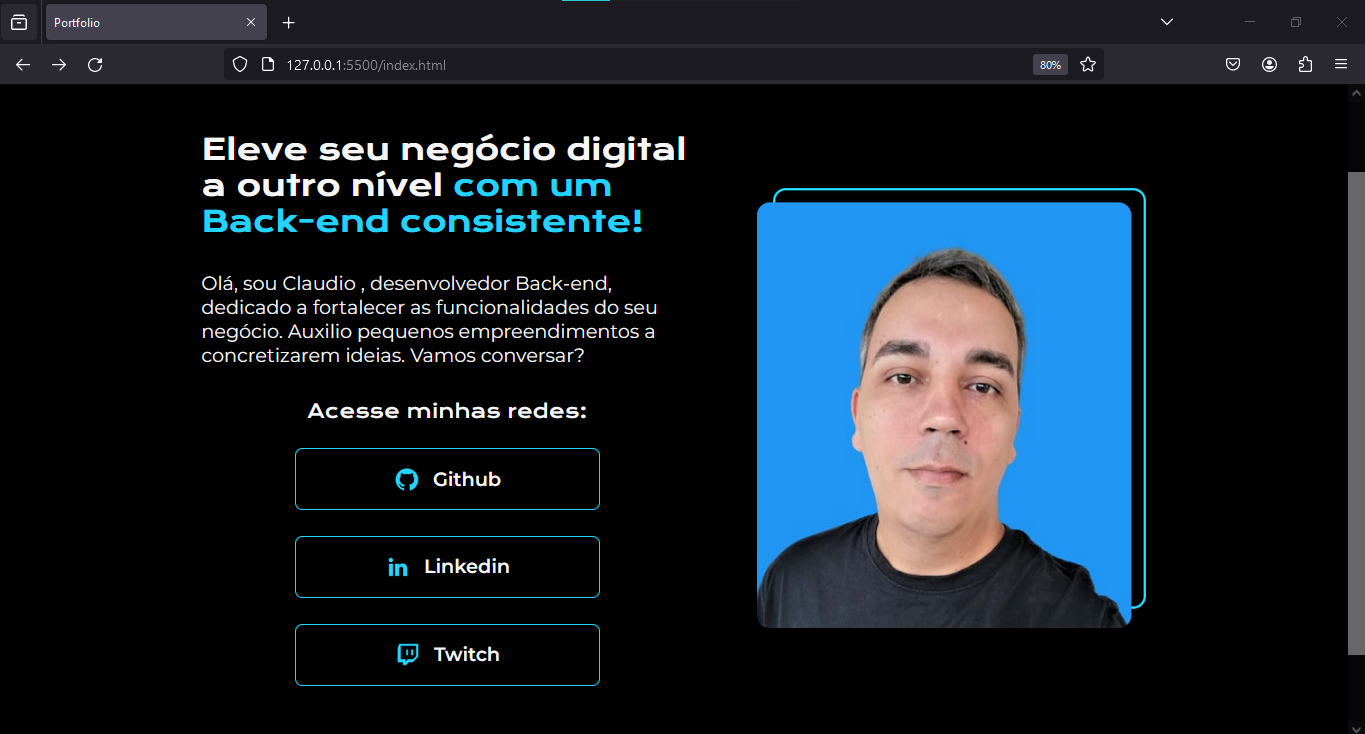 Portfolio
127.0.0.1:5500/index.html
80%
Eleve seu negócio digital
a outro nível com um
Back-end consistente!
Olá, sou Claudio , desenvolvedor Back-end,
dedicado a fortalecer as funcionalidades do seu
negócio. Auxilio pequenos empreendimentos a
concretizarem ideias. Vamos conversar?
Acesse minhas redes:
Github
in Linkedin
Twitch